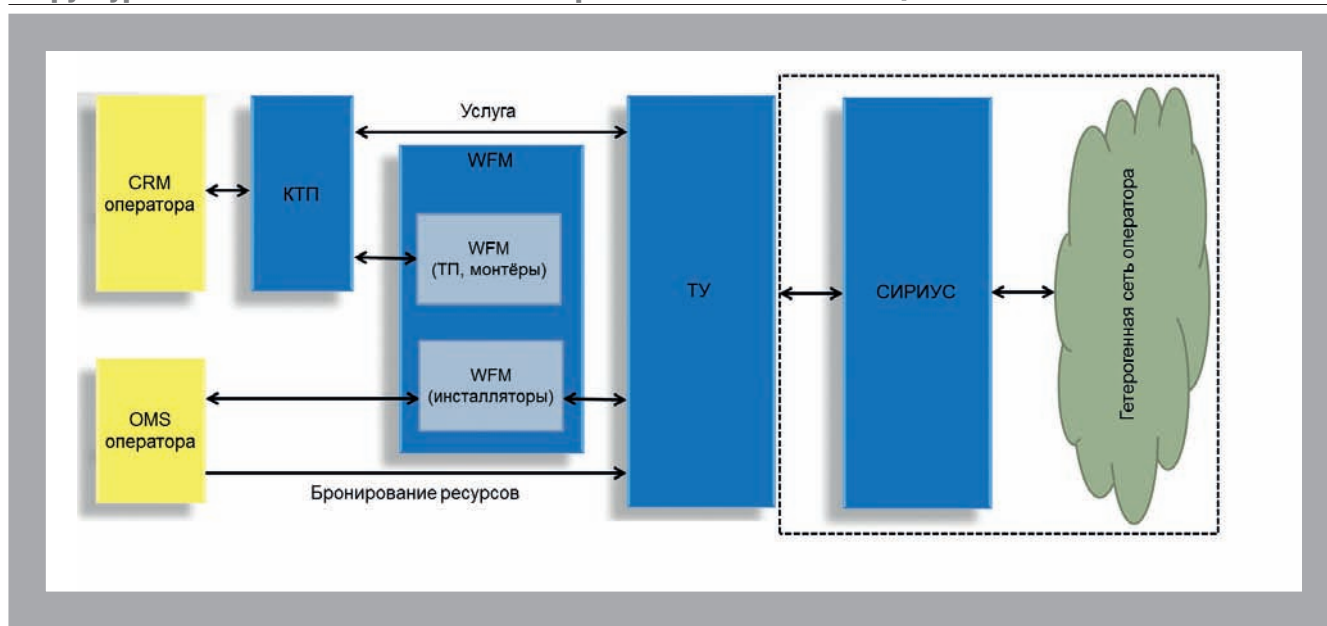 Услуга
WFM
CRM
оператора
КТП
WFM
(ТП, монтёры)
ТУ
СИРИУС
Гетерогенная сеть оператора
OMS
оператора
WFM
(инсталляторы)
Бронирование ресурсов